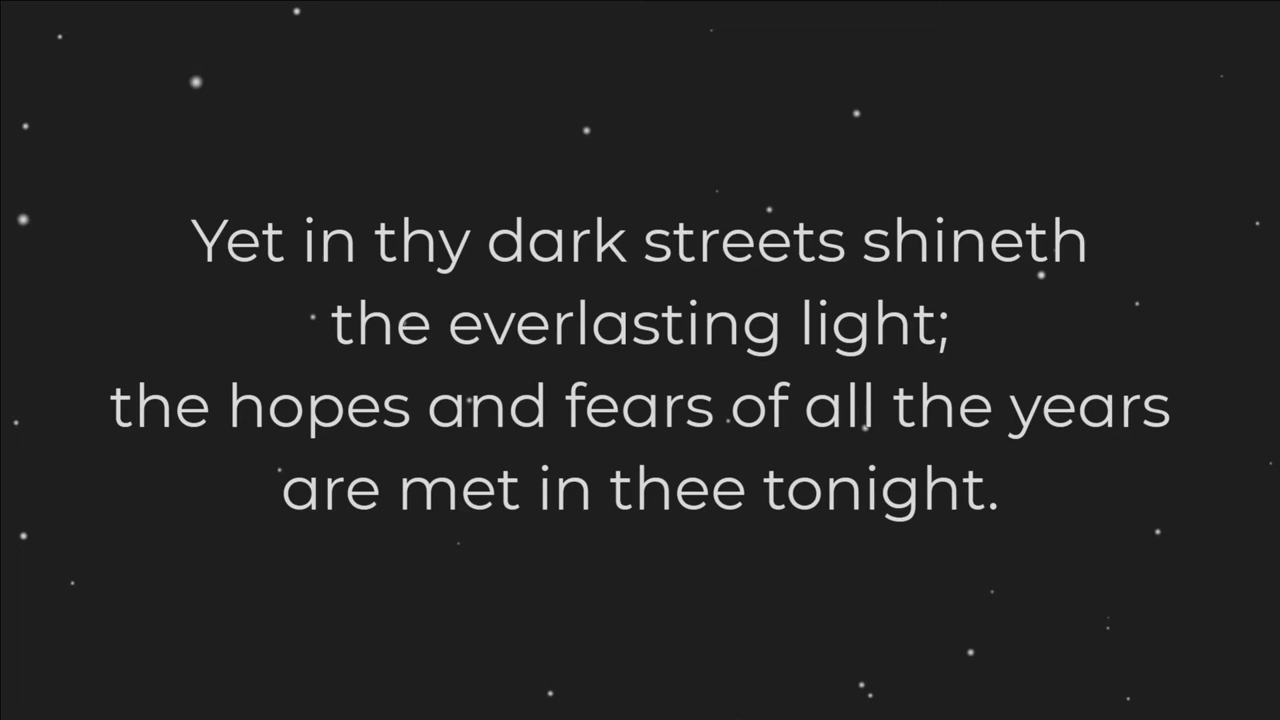 Yet in thy dark streets shineth
the everlasting light;
the hopes and fears of all the years
are met in thee tonight.